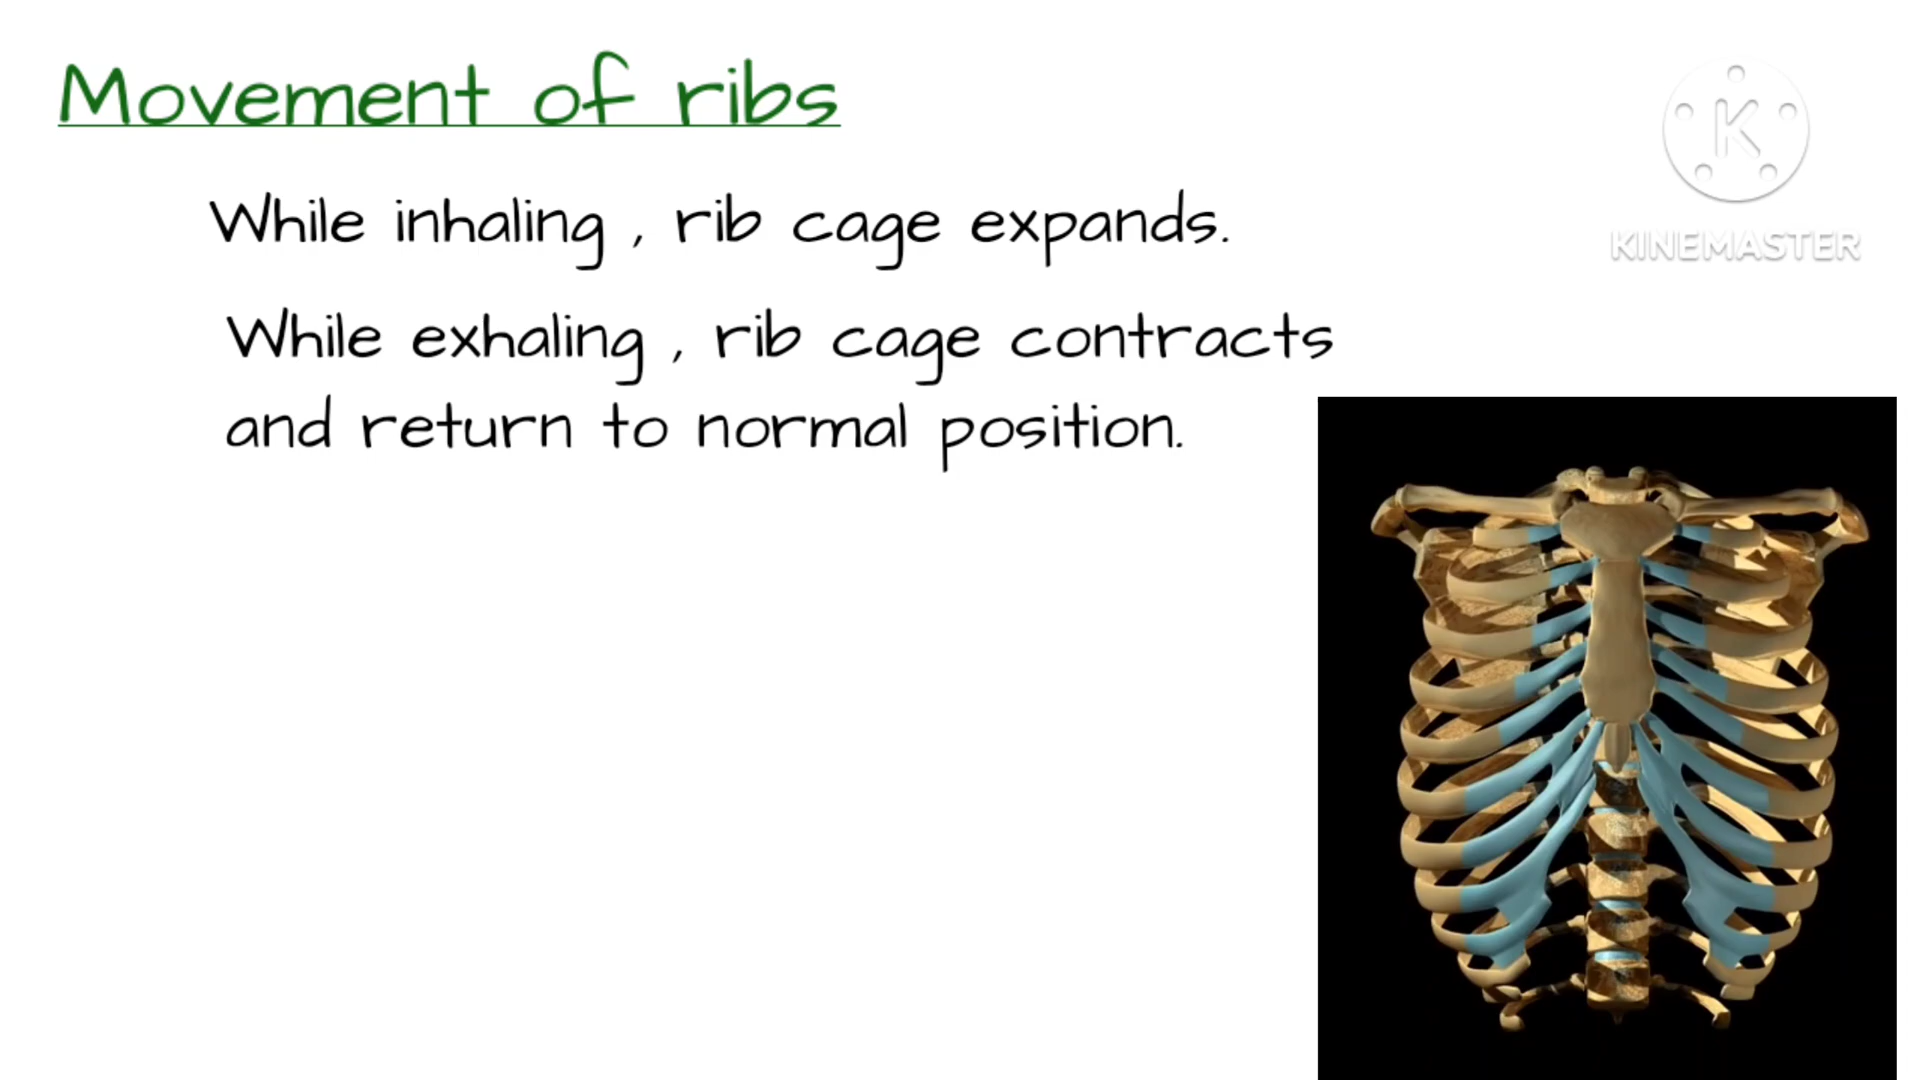 Movement of ribs
While inhaling , rib cage expands.
While exhaling , rib cage contracts
and return to normal position.
K
KINEMASTER